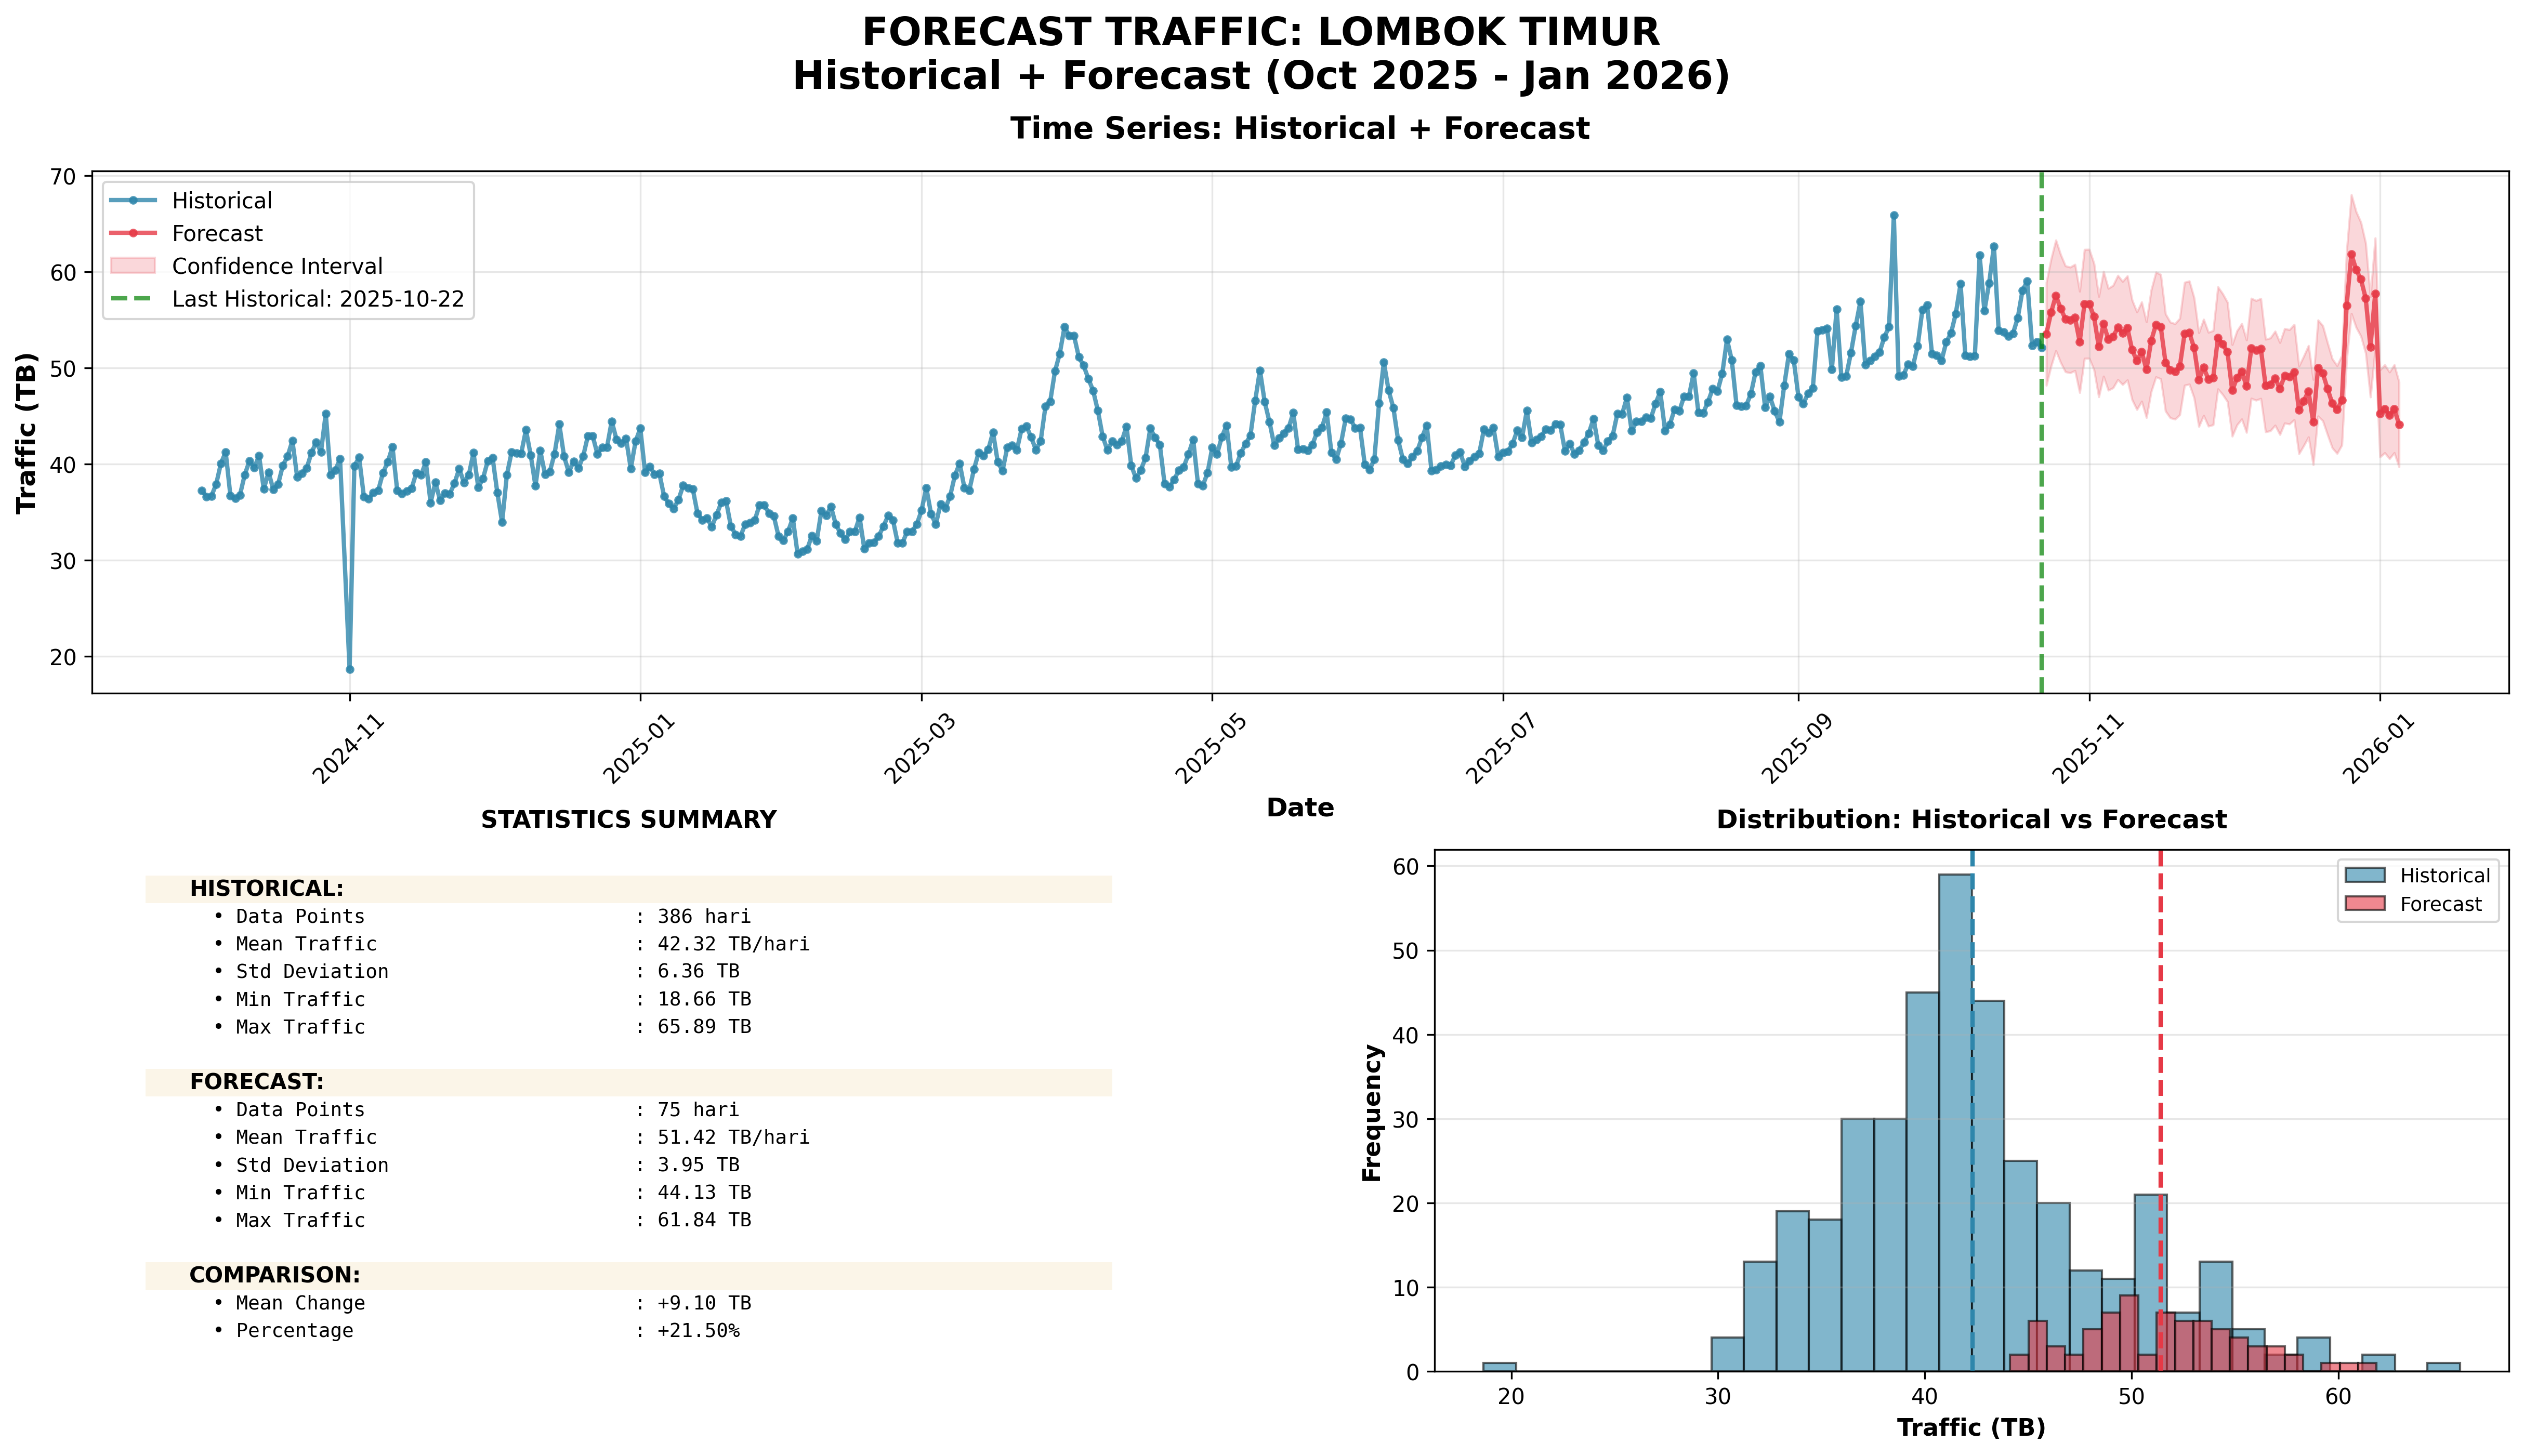 FORECAST TRAFFIC: LOMBOK TIMUR
Historical + Forecast (Oct 2025 - Jan 2026)
Time Series: Historical + Forecast
Traffic (TB)
70
60
50
40
30
20
Historical
Forecast
Confidence Interval
Last Historical: 2025-10-22
2024-11
2025-01
2025-03
2025-05
2025-07
2025-09
2025-11
2026-01
Date
STATISTICS SUMMARY
HISTORICAL:
• Data Points : 386 hari
• Mean Traffic : 42.32 TB/hari
• Std Deviation : 6.36 TB
• Min Traffic : 18.66 TB
• Max Traffic : 65.89 TB
FORECAST:
• Data Points : 75 hari
• Mean Traffic : 51.42 TB/hari
• Std Deviation : 3.95 TB
• Min Traffic : 44.13 TB
• Max Traffic : 61.84 TB
COMPARISON:
• Mean Change : +9.10 TB
• Percentage : +21.50%
Distribution: Historical vs Forecast
Frequency
60
50
40
30
20
10
0
Historical
Forecast
20
30
40
50
60
Traffic (TB)